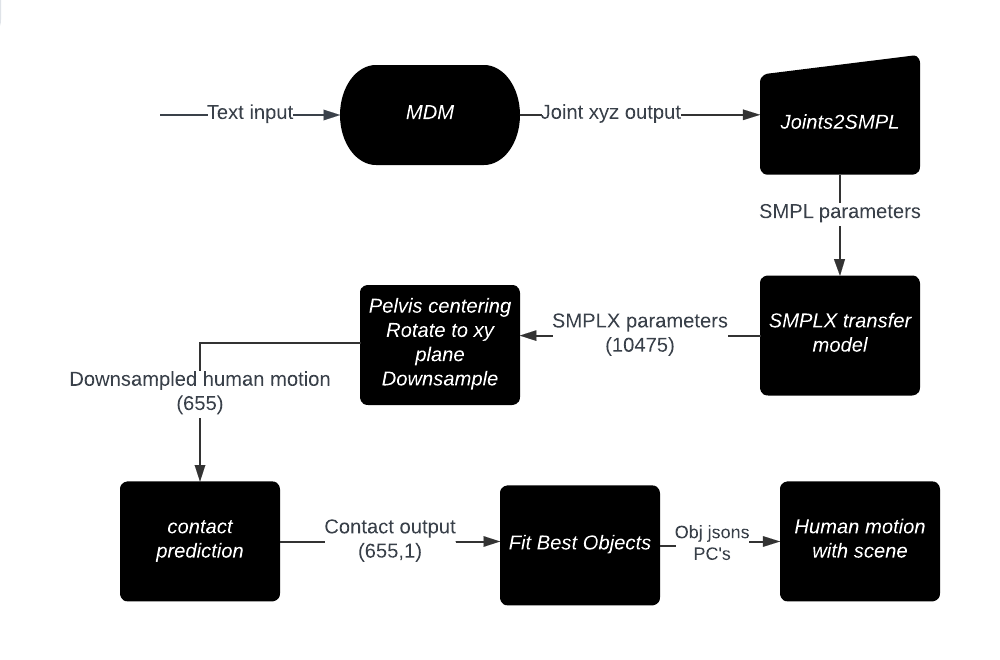 Text input
MDM
Joint xyz output
Joints2SMPL
SMPL parameters
SMPLX transfer
model
SMPLX parameters
(10475)
Pelvis centering
Rotate to xy
plane
Downsample
Downsampled human motion
(655)
contact
prediction
Contact output
(655,1)
Fit Best Objects
Obj jsons
PC's
Human motion
with scene